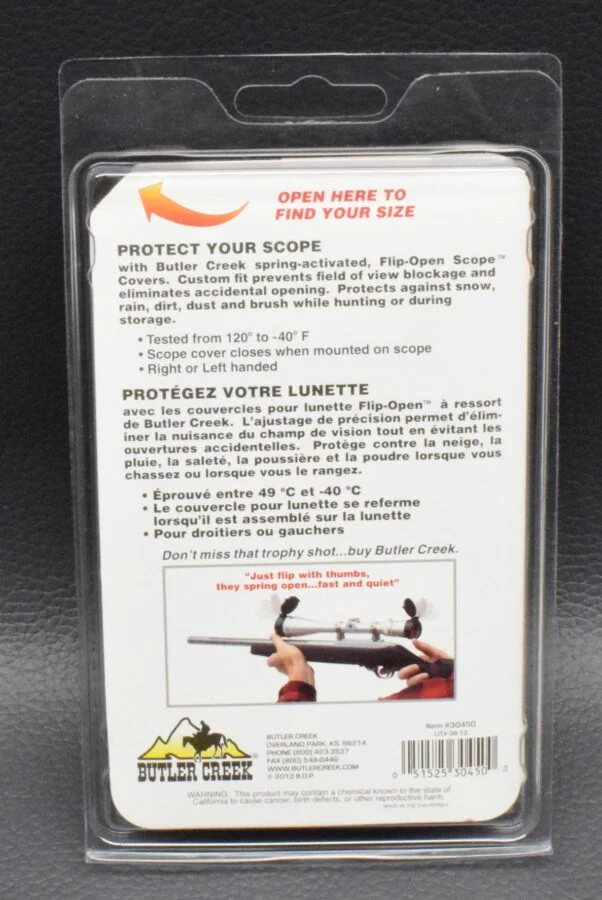 OPEN HERE TO
FIND YOUR SIZE
PROTECT YOUR SCOPE
with Butler Creek spring-activated, Flip-Open Scope™
Covers. Custom fit prevents field of view blockage and
eliminates accidental opening. Protects against snow,
rain, dirt, dust and brush while hunting or during
storage.
• Tested from 120° to -40° F
• Scope cover closes when mounted on scope
• Right or Left handed
PROTÉGEZ VOTRE LUNETTE
avec les couvercles pour lunette Flip-Open™ à ressort
de Butler Creek. L'ajustage de précision permet d'élim-
iner la nuisance du champ de vision tout en évitant les
ouvertures accidentelles. Protège contre la neige, la
pluie, la saleté, la poussière et la poudre lorsque vous
chassez ou lorsque vous le rangez.
• Éprouvé entre 49 °C et -40 °C
• Le couvercle pour lunette se referme
lorsqu'il est assemblé sur la lunette
• Pour droitiers ou gauchers
Don't miss that trophy shot...buy Butler Creek.
"Just flip with thumbs,
they spring open...fast and quiet"
BUTLER CREEK®
BUTLER CREEK
OVERLAND PARK, KS 66214
PHONE (800) 423-3537
FAX (800) 548-0446
WWW.BUTLERCREEK.COM
© 2013 B.O.P.
Item #30450
LIT# 09-13
0 51525 30450 0
WARNING: This product may contain a chemical known to the state of
California to cause cancer, birth defects, or other reproductive harm.
MADE IN THE PHILIPPINES